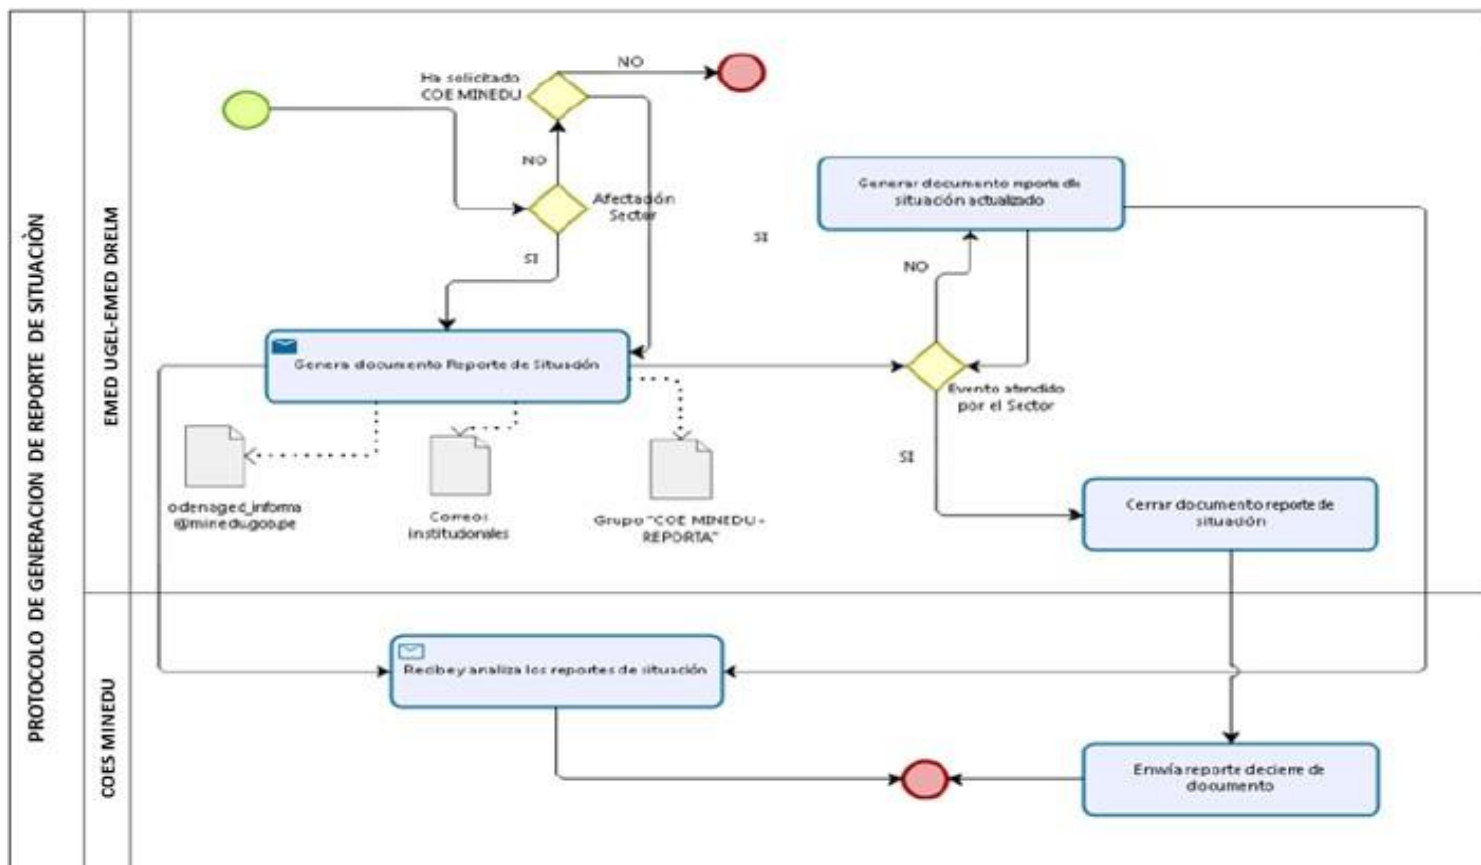 PROTOCOLO DE GENERACION DE REPORTE DE SITUACIÒN
EMED UGEL-EMED DRELM
COES MINEDU
Ha solicitado
COE MINEDU
NO
NO
Afectación
Sector
SI
SI
Generar documento reporte de
situación actualizado
NO
Genera documento Reporte de Situación
Evento atendido
por el Sector
SI
odenaged_informa
@minedu.gob.pe
Correos
institucionales
Grupo "COE MINEDU -
REPORTA"
Cerrar documento reporte de
situación
Recibe y analiza los reportes de situación
Envía reporte de cierre de
documento